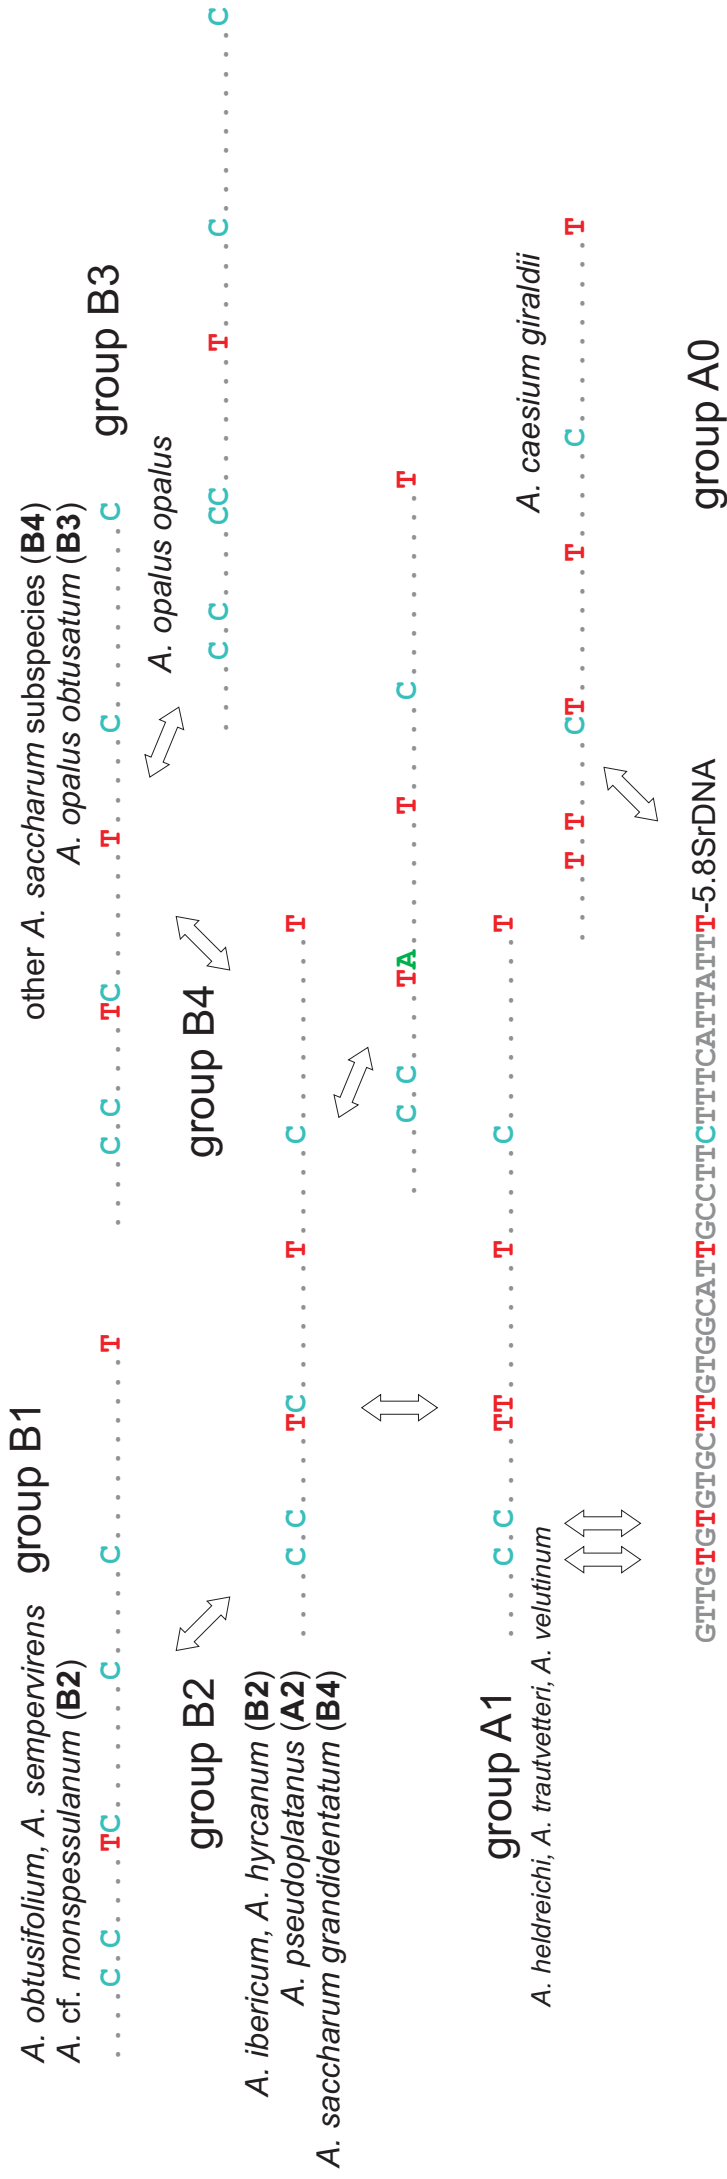 A. obtusifolium, A. sempervirens
A. cf. monspessulanum (B2)
group B1
....C.C....TC.......C.....C..........T
other A. saccharum subspecies (B4)
A. opalus obtusatum (B3)
group B3
....C.C....TC.......T.....C..........C
A. opalus opalus
....C.C....CC.......T.....C..........C
group B2
group B4
A. ibericum, A. hyrcanum (B2)
A. pseudoplatanus (A2)
A. saccharum grandidentatum (B4)
....C.C....TC.......T.....C..........T
....C.C....TA.......T.....C..........T
group A1
A. heldreichi, A. trautvetteri, A. velutinum
....C.C....TT.......T.....C..........T
A. caesium giraldii
....T.T....CT.......T.....C..........T
GTTGTGTGTGCTTGTGGCATTGCCTTCTTTCATTATTT-5.8SrDNA
group A0